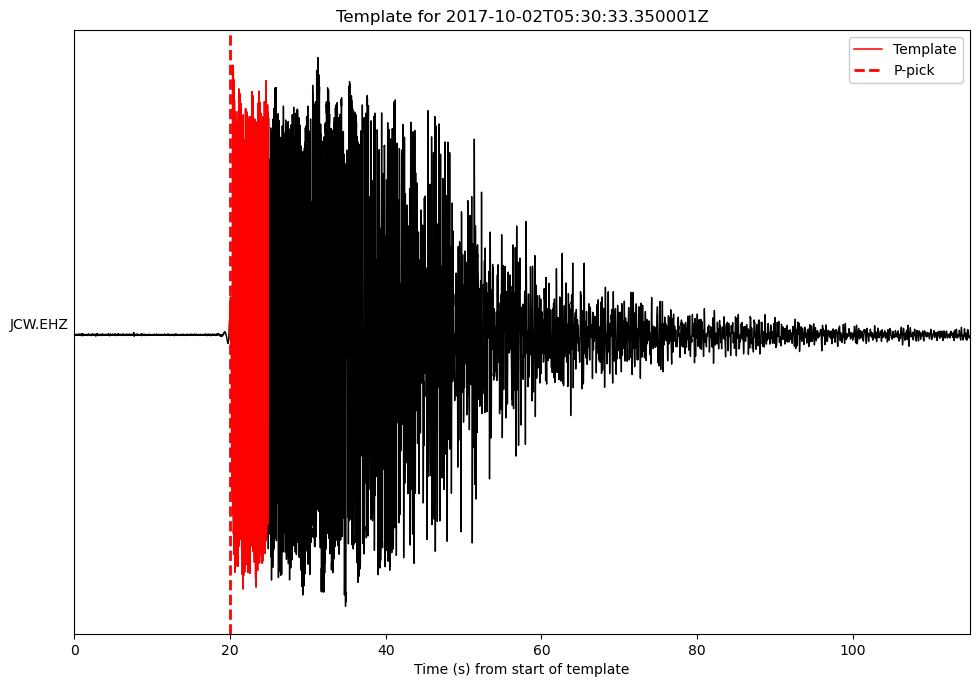 Template for 2017-10-02T05:30:33.350001Z
Template
P-pick
JCW.EHZ
0 20 40 60 80 100
Time (s) from start of template